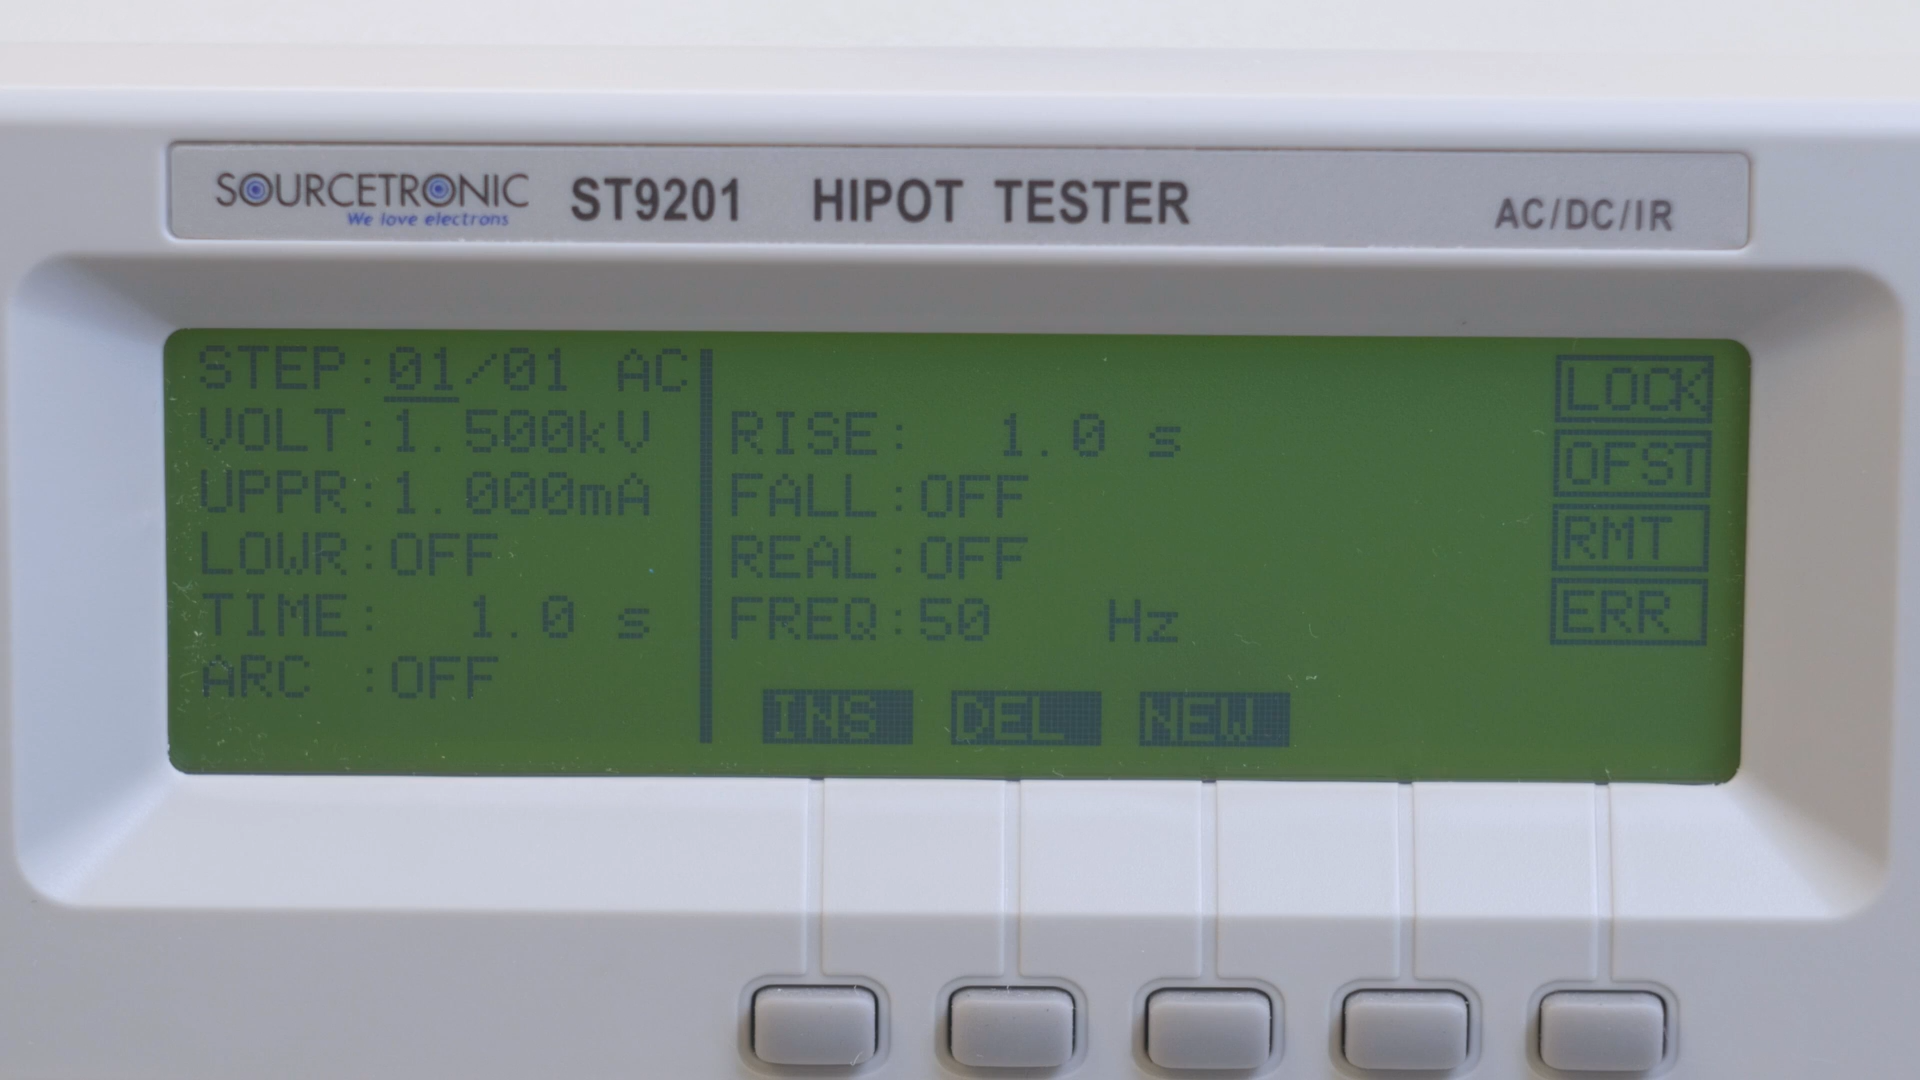 SOURCETRONIC
We love electrons
ST9201 HIPOT TESTER
AC/DC/IR
STEP:01/01 AC
VOLT:1.500kV
UPPR:1.000mA
LOWR:OFF
TIME: 1.0 s
ARC :OFF
RISE: 1.0 s
FALL:OFF
REAL:OFF
FREQ:50 Hz
INS DEL NEW
LOCK
OFST
RMT
ERR